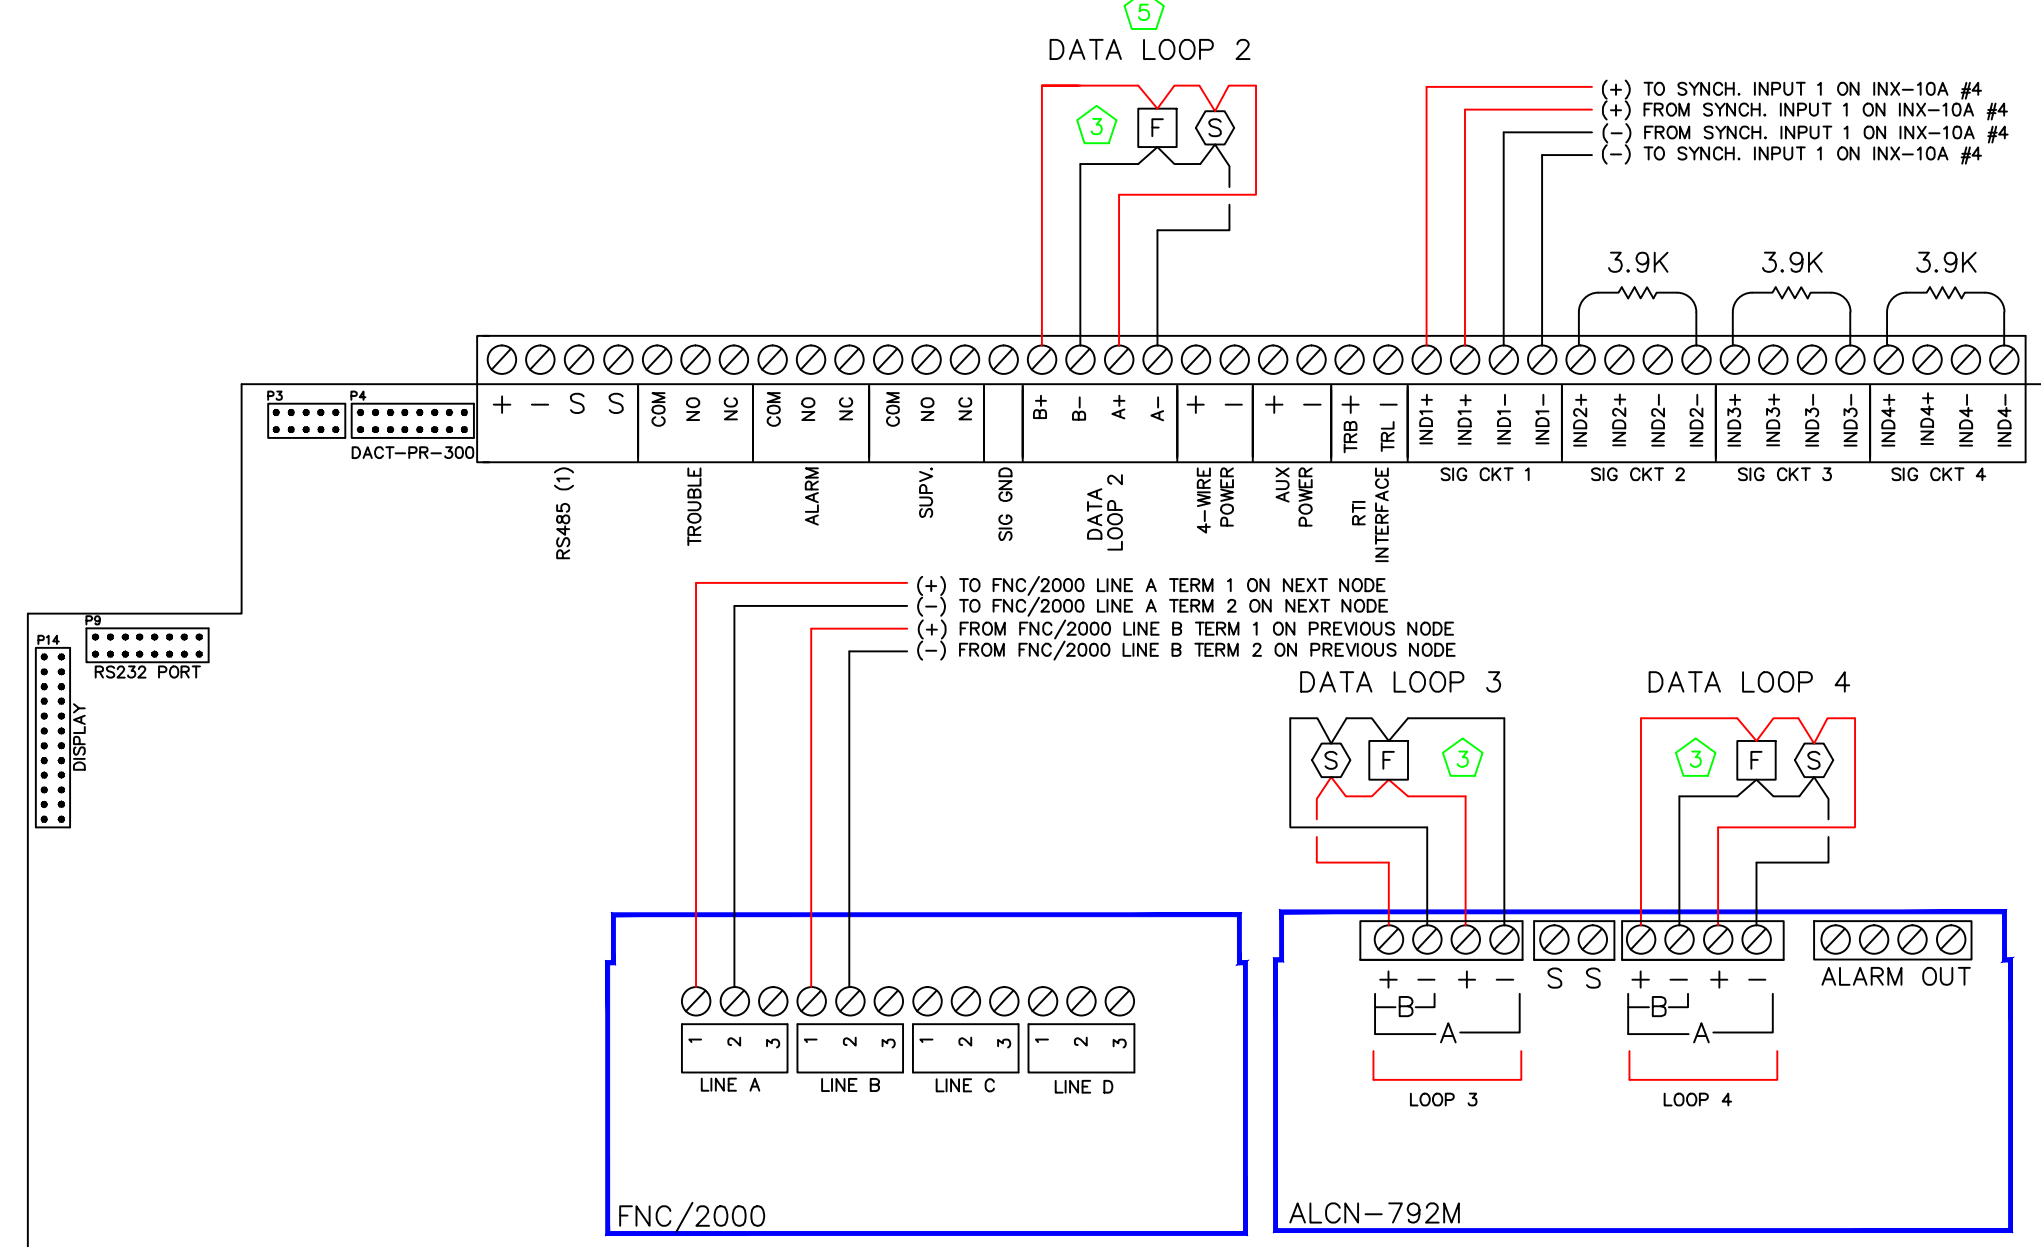 5
DATA LOOP 2
3
F
S
(+) TO SYNCH. INPUT 1 ON INX-10A #4
(+) FROM SYNCH. INPUT 1 ON INX-10A #4
(-) FROM SYNCH. INPUT 1 ON INX-10A #4
(-) TO SYNCH. INPUT 1 ON INX-10A #4
3.9K 3.9K 3.9K
P3 P4
DACT-PR-300
+ - S S
COM NO NC
COM NO NC
COM NO NC
B+ B- A+ A-
+ -
+ -
TRB + TRL -
IND1+ IND1+ IND1- IND1-
IND2+ IND2+ IND2- IND2-
IND3+ IND3+ IND3- IND3-
IND4+ IND4+ IND4- IND4-
RS485 (1)
TROUBLE
ALARM
SUPV.
SIG GND
DATA
LOOP 2
4-WIRE
POWER
AUX
POWER
RTI
INTERFACE
SIG CKT 1
SIG CKT 2
SIG CKT 3
SIG CKT 4
(+) TO FNC/2000 LINE A TERM 1 ON NEXT NODE
(-) TO FNC/2000 LINE A TERM 2 ON NEXT NODE
(+) FROM FNC/2000 LINE B TERM 1 ON PREVIOUS NODE
(-) FROM FNC/2000 LINE B TERM 2 ON PREVIOUS NODE
P9
RS232 PORT
P14
DISPLAY
DATA LOOP 3
S
F
3
DATA LOOP 4
3
F
S
1 2 3
1 2 3
1 2 3
1 2 3
LINE A
LINE B
LINE C
LINE D
FNC/2000
+ - + -
S S
+ - + -
ALARM OUT
B
A
B
A
LOOP 3
LOOP 4
ALCN-792M